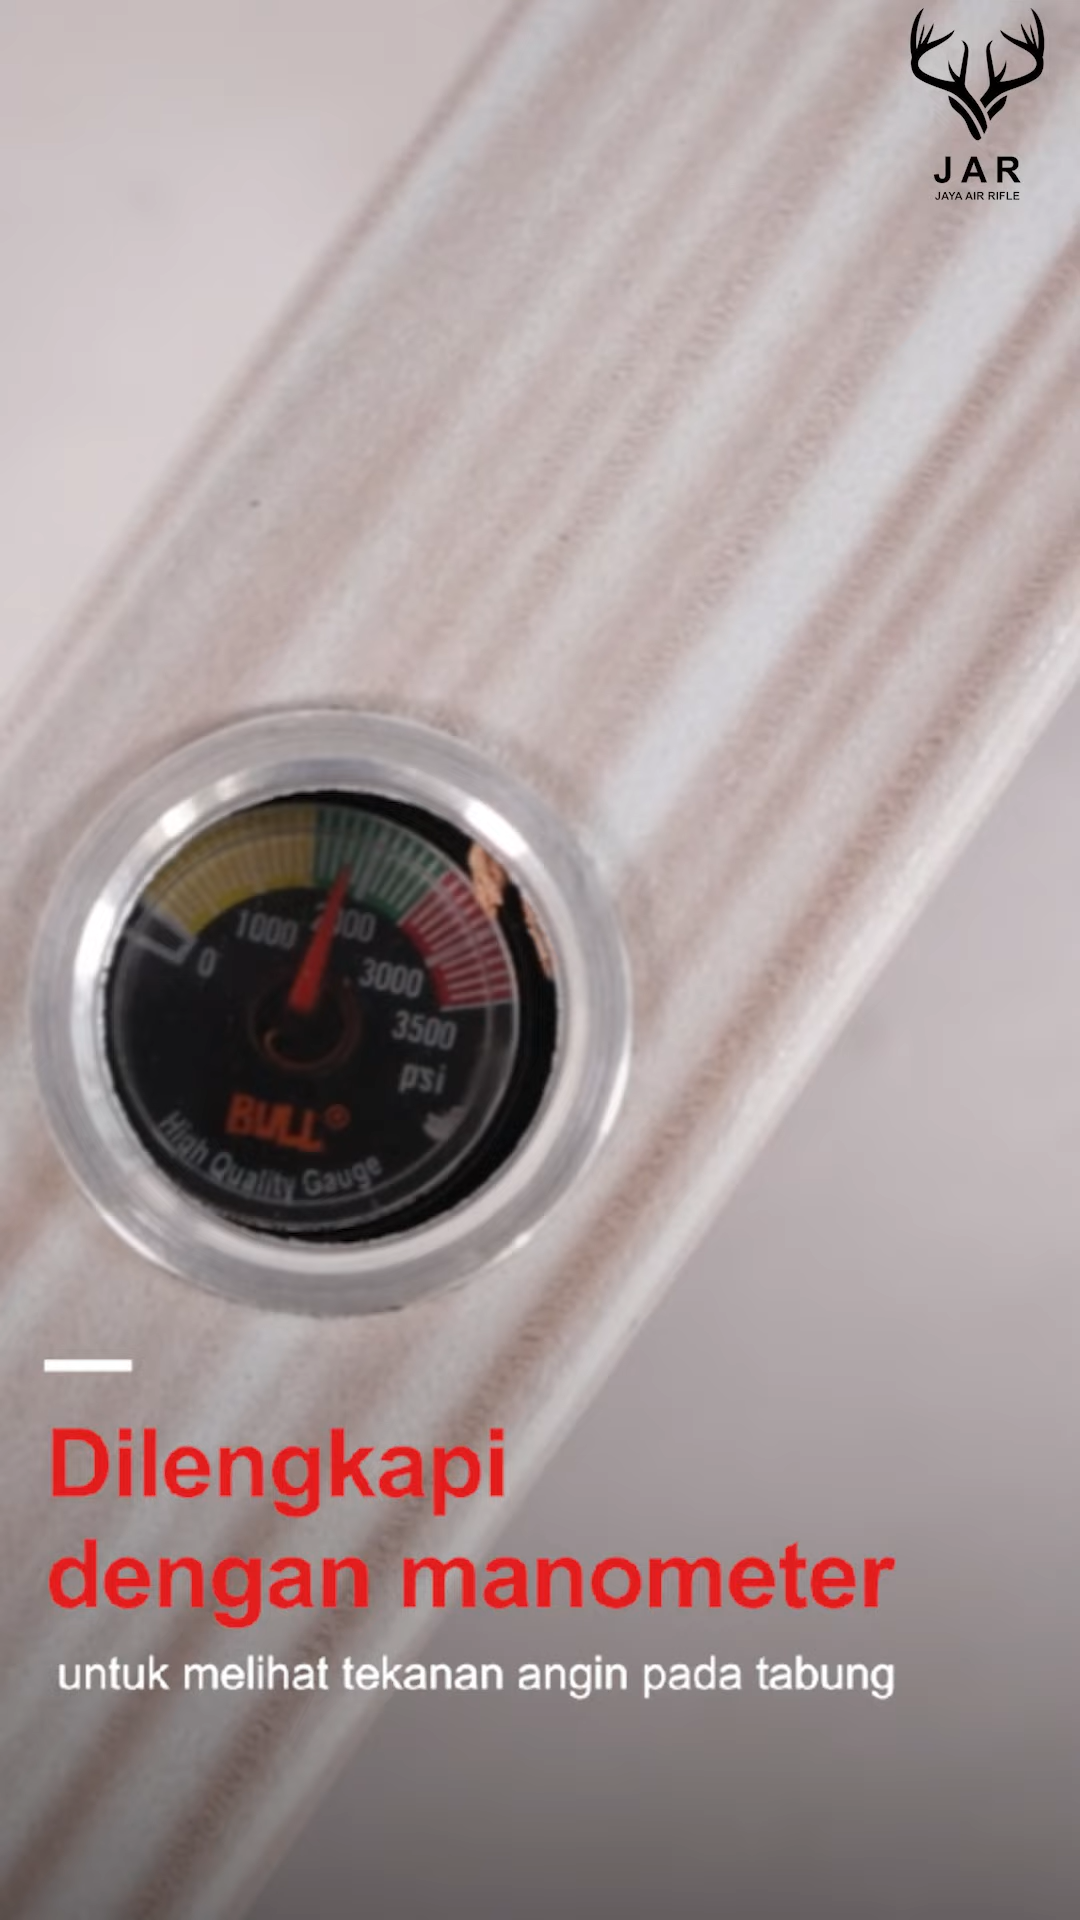 JAR
JAYA AIR RIFLE
1000
2000
0
3000
3500
psi
BULL®
High Quality Gauge
Dilengkapi
dengan manometer
untuk melihat tekanan angin pada tabung